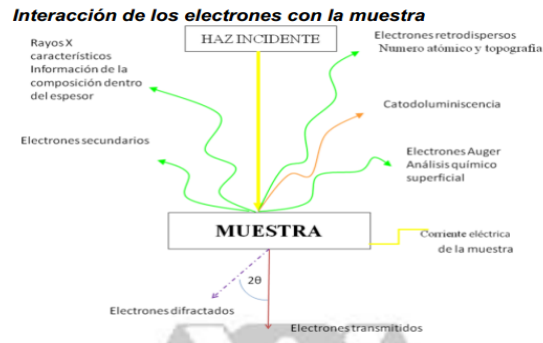 Interacción de los electrones con la muestra
HAZ INCIDENTE
Rayos X
característicos
Información de la
composición dentro
del espesor
Electrones retrodispersos
Numero atómico y topografia
Catodoluminiscencia
Electrones secundarios
Electrones Auger
Análisis químico
superficial
MUESTRA
Corriente eléctrica
de la muestra
2θ
Electrones difractados
Electrones transmitidos